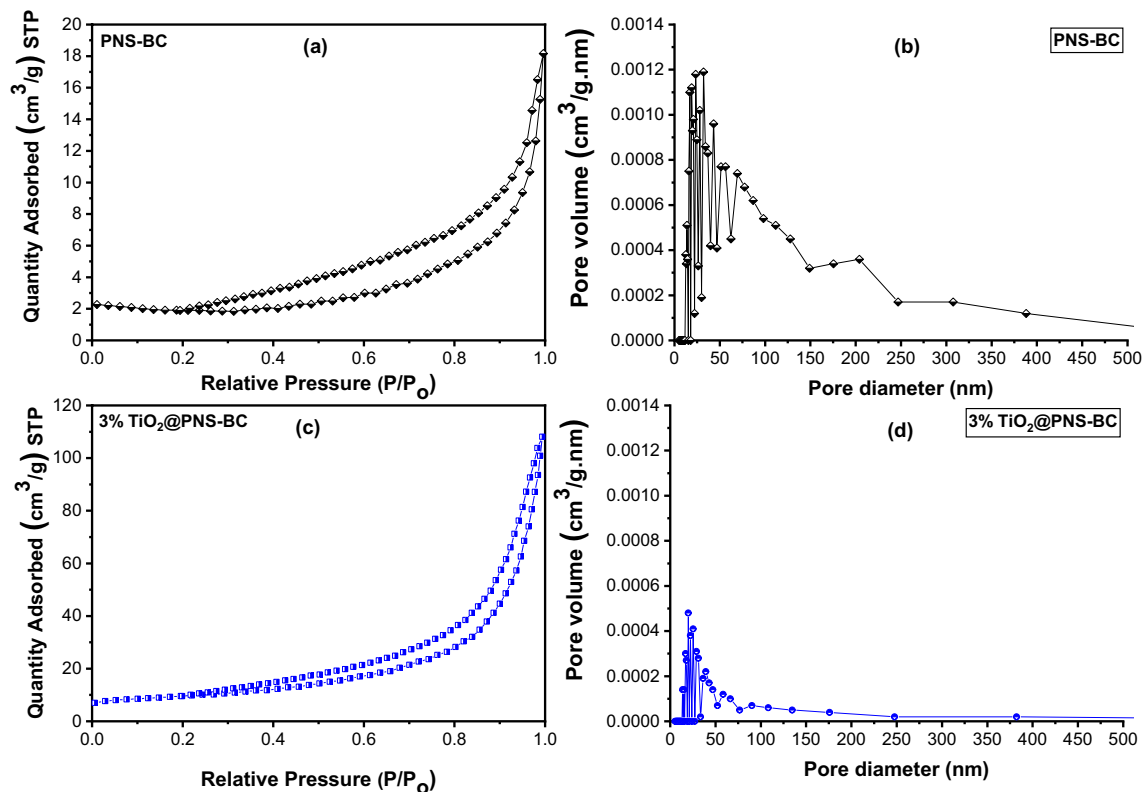 PNS-BC
(a)
Quantity Adsorbed (cm³/g) STP
20
18
16
14
12
10
8
6
4
2
0
0.0 0.2 0.4 0.6 0.8 1.0
Relative Pressure (P/Pₒ)
(b)
PNS-BC
Pore volume (cm³/g.nm)
0.0014
0.0012
0.0010
0.0008
0.0006
0.0004
0.0002
0.0000
0 50 100 150 200 250 300 350 400 450 500
Pore diameter (nm)
3% TiO₂@PNS-BC
(c)
Quantity Adsorbed (cm³/g) STP
120
100
80
60
40
20
0
0.0 0.2 0.4 0.6 0.8 1.0
Relative Pressure (P/Pₒ)
(d)
3% TiO₂@PNS-BC
Pore volume (cm³/g.nm)
0.0014
0.0012
0.0010
0.0008
0.0006
0.0004
0.0002
0.0000
0 50 100 150 200 250 300 350 400 450 500
Pore diameter (nm)